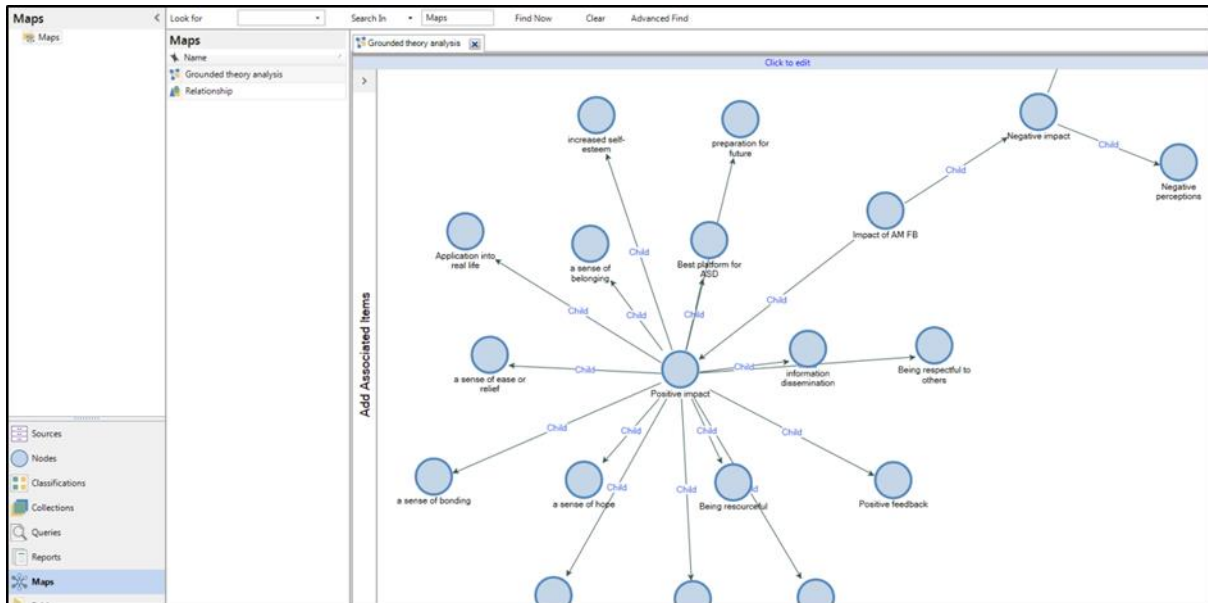 Maps
Maps
Look for
Search In
Maps
Find Now
Clear
Advanced Find
Maps
Name
Grounded theory analysis
Relationship
Grounded theory analysis
Click to edit
Add Associated Items
increased self-
esteem
preparation for
future
Negative impact
Child
Negative
perceptions
Child
Impact of AM FB
Application into
real life
a sense of
belonging
Best platform for
ASD
Child
Child
Child
Child
Child
a sense of ease or
relief
Child
Child
information
dissemination
Being respectful to
others
Positive impact
Child
Child
Child
Child
a sense of bonding
a sense of hope
Child
Child
Being resourceful
Positive feedback
Sources
Nodes
Classifications
Collections
Queries
Reports
Maps